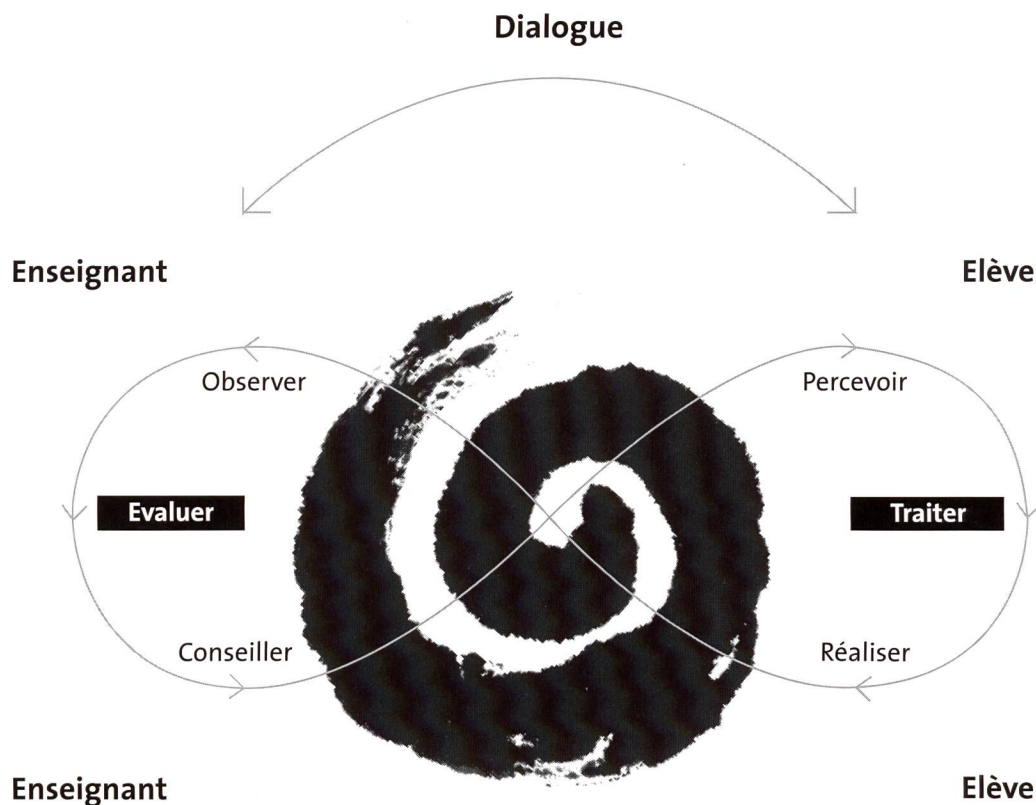 Dialogue
Enseignant
Elève
Observer
Percevoir
Evaluer
Traiter
Conseiller
Réaliser
Enseignant
Elève